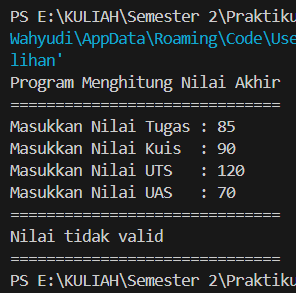 PS E:\KULIAH\Semester 2\Praktiku
Wahyudi\AppData\Roaming\Code\Use
lihan'
Program Menghitung Nilai Akhir
==============================
Masukkan Nilai Tugas : 85
Masukkan Nilai Kuis  : 90
Masukkan Nilai UTS   : 120
Masukkan Nilai UAS   : 70
==============================
Nilai tidak valid
==============================
PS E:\KULIAH\Semester 2\Praktiku